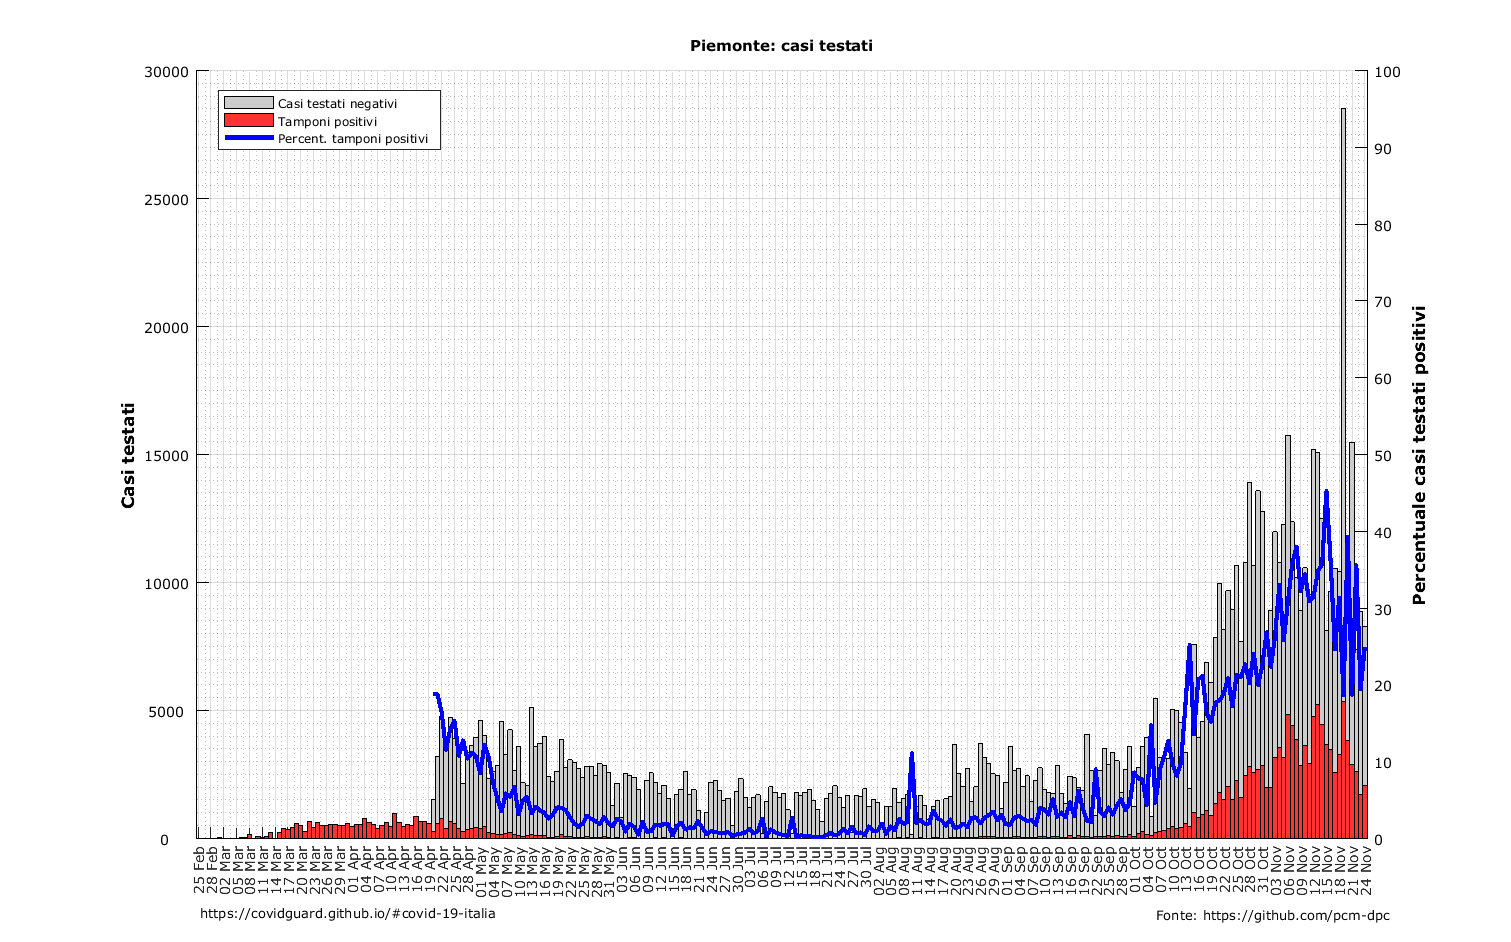 Piemonte: casi testati
30000
25000
20000
15000
10000
5000
0
Casi testati
Casi testati negativi
Tamponi positivi
Percent. tamponi positivi
100
90
80
70
60
50
40
30
20
10
0
Percentuale casi testati positivi
25 Feb
28 Feb
02 Mar
05 Mar
08 Mar
11 Mar
14 Mar
17 Mar
20 Mar
23 Mar
26 Mar
29 Mar
01 Apr
04 Apr
07 Apr
10 Apr
13 Apr
16 Apr
19 Apr
22 Apr
25 Apr
28 Apr
01 May
04 May
07 May
10 May
13 May
16 May
19 May
22 May
25 May
28 May
31 May
03 Jun
06 Jun
09 Jun
12 Jun
15 Jun
18 Jun
21 Jun
24 Jun
27 Jun
30 Jun
03 Jul
06 Jul
09 Jul
12 Jul
15 Jul
18 Jul
21 Jul
24 Jul
27 Jul
30 Jul
02 Aug
05 Aug
08 Aug
11 Aug
14 Aug
17 Aug
20 Aug
23 Aug
26 Aug
29 Aug
01 Sep
04 Sep
07 Sep
10 Sep
13 Sep
16 Sep
19 Sep
22 Sep
25 Sep
28 Sep
01 Oct
04 Oct
07 Oct
10 Oct
13 Oct
16 Oct
19 Oct
22 Oct
25 Oct
28 Oct
31 Oct
03 Nov
06 Nov
09 Nov
12 Nov
15 Nov
18 Nov
21 Nov
24 Nov
https://covidguard.github.io/#covid-19-italia
Fonte: https://github.com/pcm-dpc